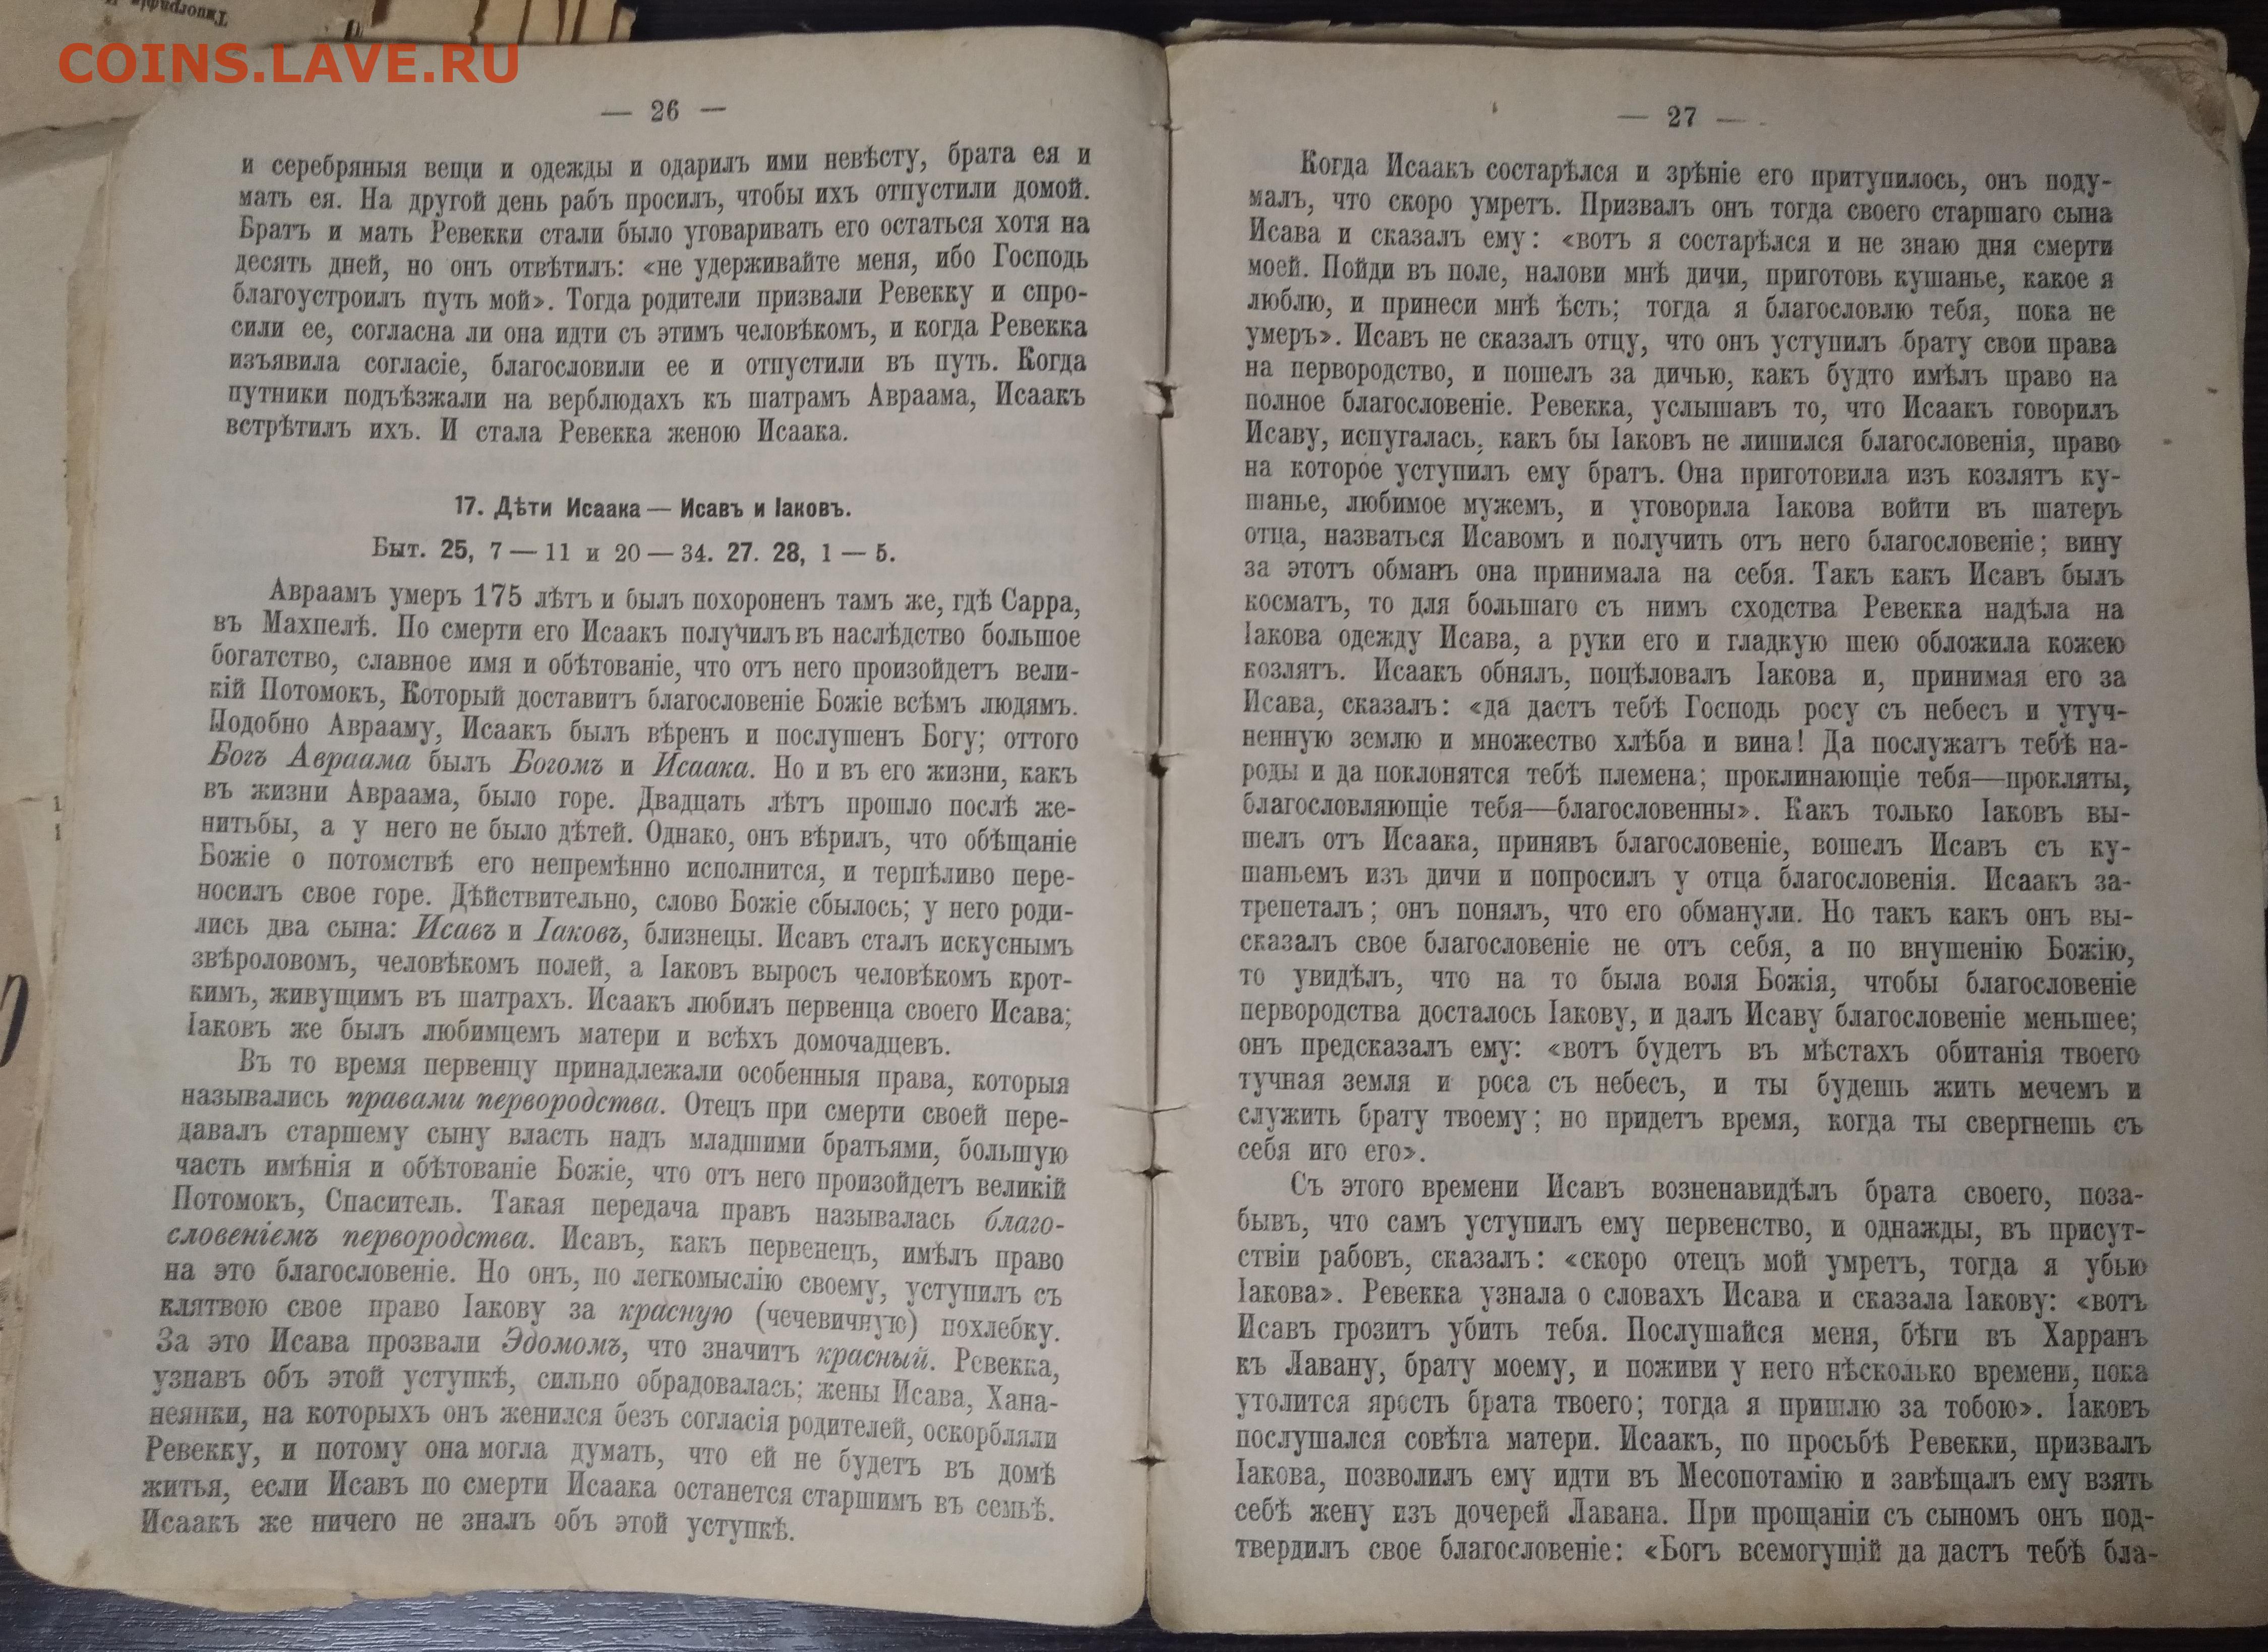 Типографія
COINS.LAVE.RU
— 26 —
и серебряныя вещи и одежды и одарилъ ими невѣсту, брата ея и
мать ея. На другой день рабъ просилъ, чтобы ихъ отпустили домой.
Братъ и мать Ревекки стали было уговаривать его остаться хотя на
десять дней, но онъ отвѣтилъ: «не удерживайте меня, ибо Господь
благоустроилъ путь мой». Тогда родители призвали Ревекку и спро-
сили ее, согласна ли она идти съ этимъ человѣкомъ, и когда Ревекка
изъявила согласіе, благословили ее и отпустили въ путь. Когда
путники подъѣзжали на верблюдахъ къ шатрамъ Авраама, Исаакъ
встрѣтилъ ихъ. И стала Ревекка женою Исаака.
17. Дѣти Исаака — Исавъ и Іаковъ.
Быт. 25, 7 — 11 и 20 — 34. 27. 28, 1 — 5.
Авраамъ умеръ 175 лѣтъ и былъ похороненъ тамъ же, гдѣ Сарра,
въ Махпелѣ. По смерти его Исаакъ получилъ въ наслѣдство большое
богатство, славное имя и обѣтованіе, что отъ него произойдетъ вели-
кій Потомокъ, Который доставитъ благословеніе Божіе всѣмъ людямъ.
Подобно Аврааму, Исаакъ былъ вѣренъ и послушенъ Богу; оттого
Богъ Авраама былъ Богомъ и Исаака. Но и въ его жизни, какъ
въ жизни Авраама, было горе. Двадцать лѣтъ прошло послѣ же-
нитьбы, а у него не было дѣтей. Однако, онъ вѣрилъ, что обѣщаніе
Божіе о потомствѣ его непремѣнно исполнится, и терпѣливо пере-
носилъ свое горе. Дѣйствительно, слово Божіе сбылось; у него роди-
лись два сына: Исавъ и Іаковъ, близнецы. Исавъ сталъ искуснымъ
звѣроловомъ, человѣкомъ полей, а Іаковъ выросъ человѣкомъ крот-
кимъ, живущимъ въ шатрахъ. Исаакъ любилъ первенца своего Исава;
Іаковъ же былъ любимцемъ матери и всѣхъ домочадцевъ.
Въ то время первенцу принадлежали особенныя права, которыя
назывались правами первородства. Отецъ при смерти своей пере-
давалъ старшему сыну власть надъ младшими братьями, большую
часть имѣнія и обѣтованіе Божіе, что отъ него произойдетъ великій
Потомокъ, Спаситель. Такая передача правъ называлась благо-
словеніемъ первородства. Исавъ, какъ первенецъ, имѣлъ право
на это благословеніе. Но онъ, по легкомыслію своему, уступилъ съ
клятвою свое право Іакову за красную (чечевичную) похлебку.
За это Исава прозвали Эдомомъ, что значитъ красный. Ревекка,
узнавъ объ этой уступкѣ, сильно обрадовалась; жены Исава, Хана-
неянки, на которыхъ онъ женился безъ согласія родителей, оскорбляли
Ревекку, и потому она могла думать, что ей не будетъ въ домѣ
житья, если Исавъ по смерти Исаака останется старшимъ въ семьѣ.
Исаакъ же ничего не зналъ объ этой уступкѣ.
— 27 —
Когда Исаакъ состарѣлся и зрѣніе его притупилось, онъ поду-
малъ, что скоро умретъ. Призвалъ онъ тогда своего старшаго сына
Исава и сказалъ ему: «вотъ я состарѣлся и не знаю дня смерти
моей. Пойди въ поле, налови мнѣ дичи, приготовь кушанье, какое я
люблю, и принеси мнѣ ѣсть; тогда я благословлю тебя, пока не
умеръ». Исавъ не сказалъ отцу, что онъ уступилъ брату свои права
на первородство, и пошелъ за дичью, какъ будто имѣлъ право на
полное благословеніе. Ревекка, услышавъ то, что Исаакъ говорилъ
Исаву, испугалась, какъ бы Іаковъ не лишился благословенія, право
на которое уступилъ ему братъ. Она приготовила изъ козлятъ ку-
шанье, любимое мужемъ, и уговорила Іакова войти въ шатеръ
отца, назваться Исавомъ и получить отъ него благословеніе; вину
за этотъ обманъ она принимала на себя. Такъ какъ Исавъ былъ
косматъ, то для большаго съ нимъ сходства Ревекка надѣла на
Іакова одежду Исава, а руки его и гладкую шею обложила кожею
козлятъ. Исаакъ обнялъ, поцѣловалъ Іакова и, принимая его за
Исава, сказалъ: «да дастъ тебѣ Господь росу съ небесъ и утуч-
ненную землю и множество хлѣба и вина! Да послужатъ тебѣ на-
роды и да поклонятся тебѣ племена; проклинающіе тебя—прокляты,
благословляющіе тебя—благословенны». Какъ только Іаковъ вы-
шелъ отъ Исаака, принявъ благословеніе, вошелъ Исавъ съ ку-
шаньемъ изъ дичи и попросилъ у отца благословенія. Исаакъ за-
трепеталъ; онъ понялъ, что его обманули. Но такъ какъ онъ вы-
сказалъ свое благословеніе не отъ себя, а по внушенію Божію,
то увидѣлъ, что на то была воля Божія, чтобы благословеніе
первородства досталось Іакову, и далъ Исаву благословеніе меньшее;
онъ предсказалъ ему: «вотъ будетъ въ мѣстахъ обитанія твоего
тучная земля и роса съ небесъ, и ты будешь жить мечемъ и
служить брату твоему; но придетъ время, когда ты свергнешь съ
себя иго его».
Съ этого времени Исавъ возненавидѣлъ брата своего, поза-
бывъ, что самъ уступилъ ему первенство, и однажды, въ присут-
ствіи рабовъ, сказалъ: «скоро отецъ мой умретъ, тогда я убью
Іакова». Ревекка узнала о словахъ Исава и сказала Іакову: «вотъ
Исавъ грозитъ убить тебя. Послушайся меня, бѣги въ Харранъ
къ Лавану, брату моему, и поживи у него нѣсколько времени, пока
утолится ярость брата твоего; тогда я пришлю за тобою». Іаковъ
послушался совѣта матери. Исаакъ, по просьбѣ Ревекки, призвалъ
Іакова, позволилъ ему идти въ Месопотамію и завѣщалъ ему взять
себѣ жену изъ дочерей Лавана. При прощаніи съ сыномъ онъ под-
твердилъ свое благословеніе: «Богъ всемогущій да дастъ тебѣ бла-